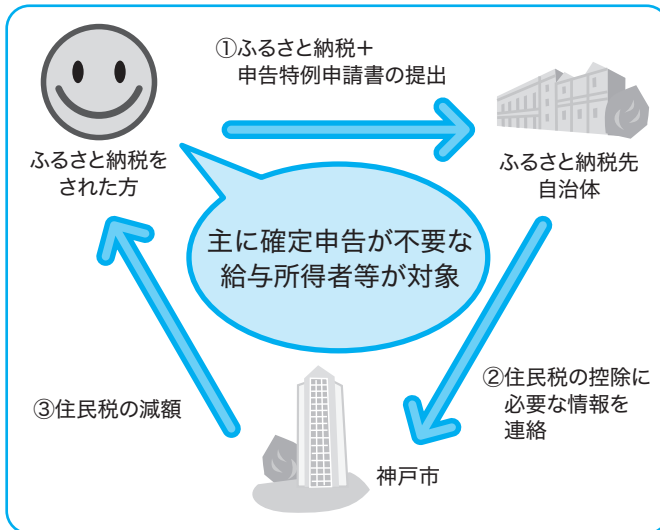 ①ふるさと納税＋
申告特例申請書の提出
ふるさと納税を
された方
ふるさと納税先
自治体
主に確定申告が不要な
給与所得者等が対象
②住民税の控除に
必要な情報を
連絡
③住民税の減額
神戸市